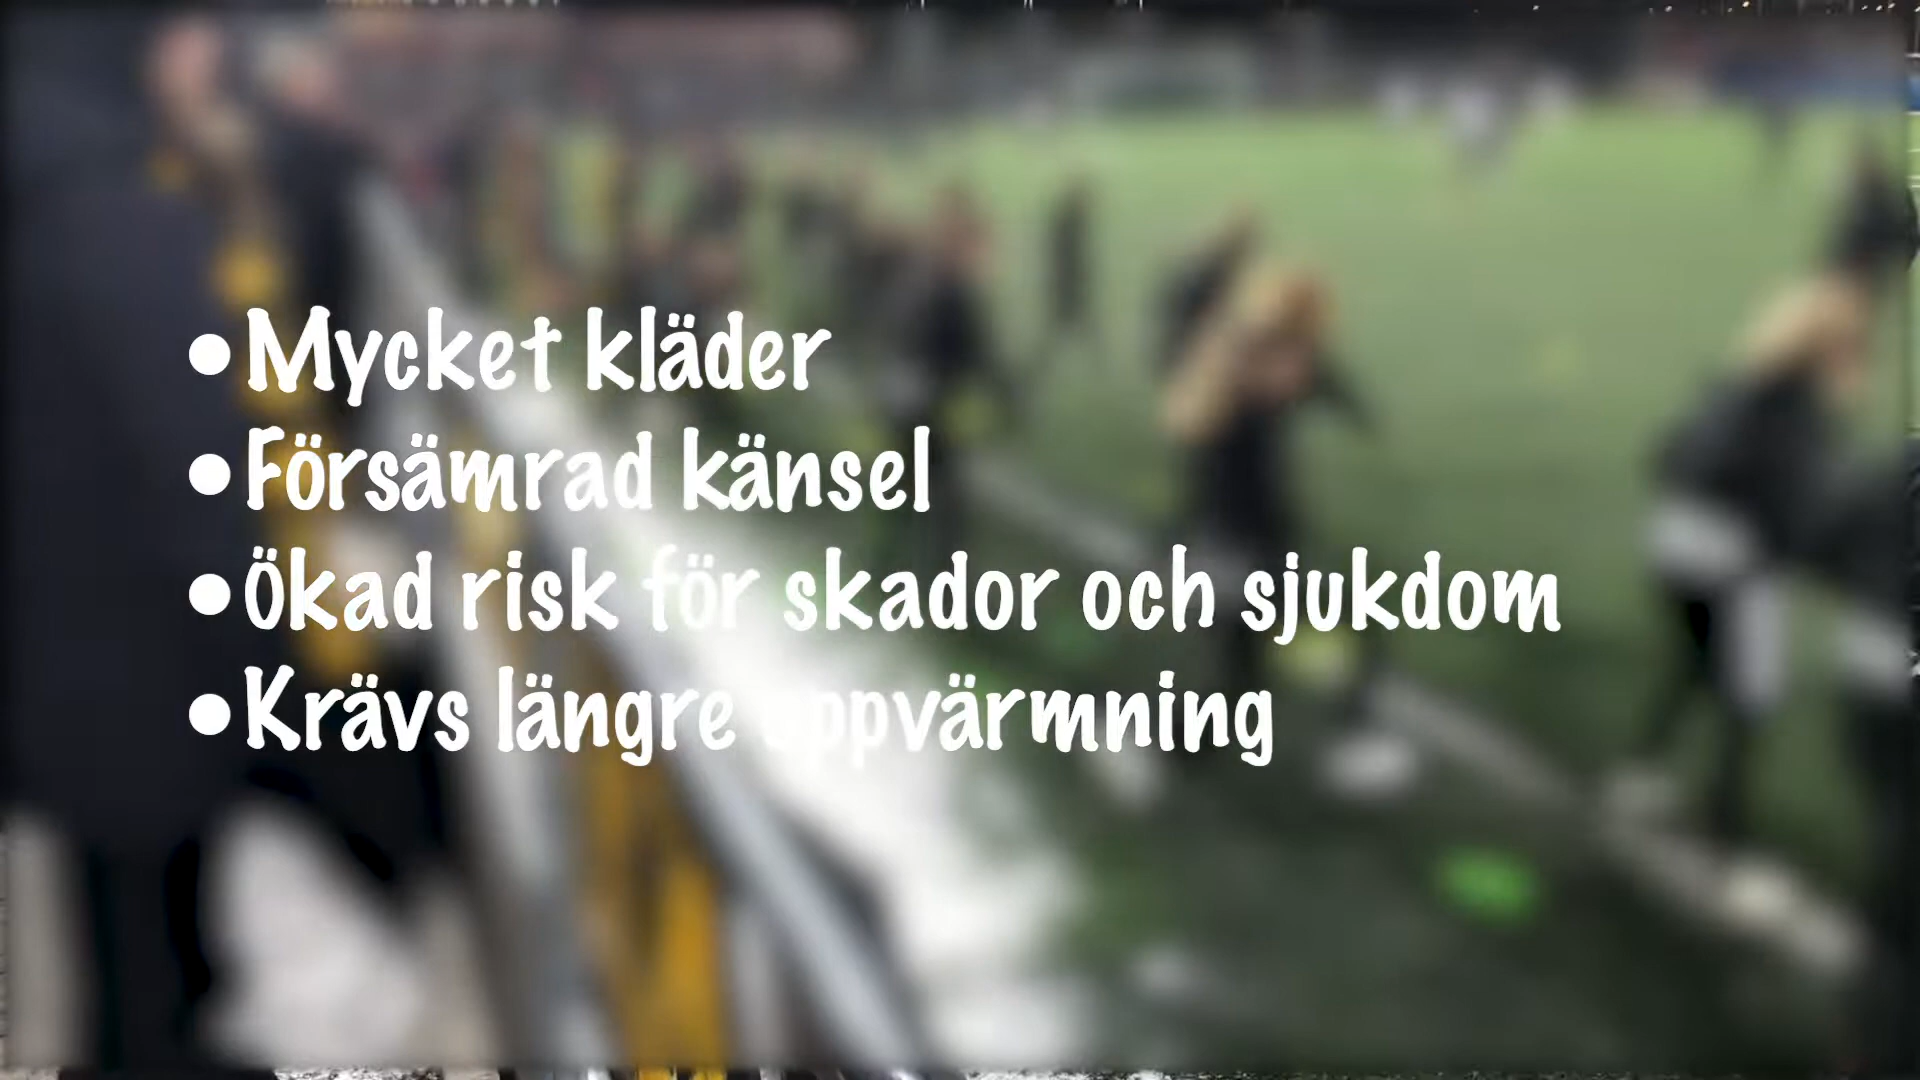 •Mycket kläder
•Försämrad känsel
•Ökad risk för skador och sjukdom
•Krävs längre uppvärmning